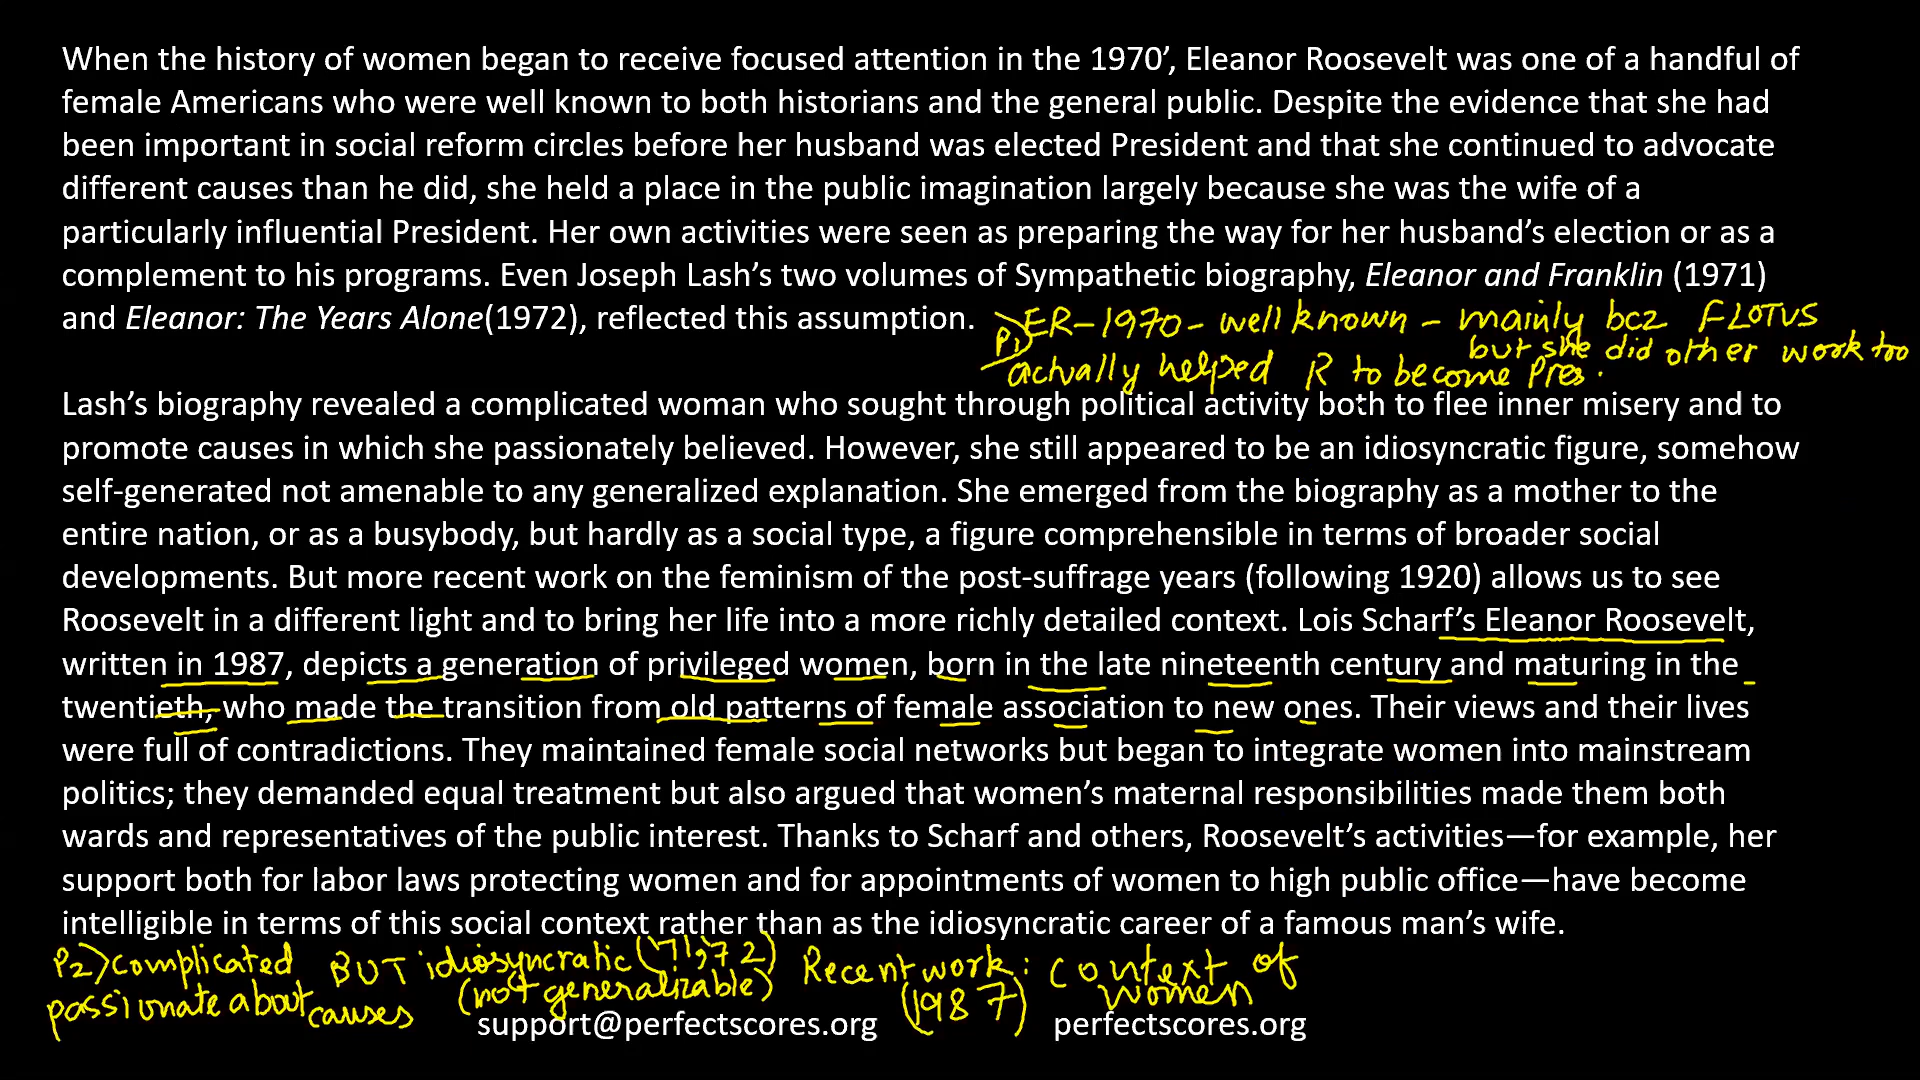 When the history of women began to receive focused attention in the 1970’, Eleanor Roosevelt was one of a handful of
female Americans who were well known to both historians and the general public. Despite the evidence that she had
been important in social reform circles before her husband was elected President and that she continued to advocate
different causes than he did, she held a place in the public imagination largely because she was the wife of a
particularly influential President. Her own activities were seen as preparing the way for her husband’s election or as a
complement to his programs. Even Joseph Lash’s two volumes of Sympathetic biography, Eleanor and Franklin (1971)
and Eleanor: The Years Alone(1972), reflected this assumption.
P1) ER-1970- well known - mainly bcz FLOTUS
but she did other work too
actually helped R to become Pres.
Lash’s biography revealed a complicated woman who sought through political activity both to flee inner misery and to
promote causes in which she passionately believed. However, she still appeared to be an idiosyncratic figure, somehow
self-generated not amenable to any generalized explanation. She emerged from the biography as a mother to the
entire nation, or as a busybody, but hardly as a social type, a figure comprehensible in terms of broader social
developments. But more recent work on the feminism of the post-suffrage years (following 1920) allows us to see
Roosevelt in a different light and to bring her life into a more richly detailed context. Lois Scharf’s Eleanor Roosevelt,
written in 1987, depicts a generation of privileged women, born in the late nineteenth century and maturing in the
twentieth, who made the transition from old patterns of female association to new ones. Their views and their lives
were full of contradictions. They maintained female social networks but began to integrate women into mainstream
politics; they demanded equal treatment but also argued that women’s maternal responsibilities made them both
wards and representatives of the public interest. Thanks to Scharf and others, Roosevelt’s activities—for example, her
support both for labor laws protecting women and for appointments of women to high public office—have become
intelligible in terms of this social context rather than as the idiosyncratic career of a famous man’s wife.
P2) complicated BUT idiosyncratic ('71,72) Recent work: context of
passionate about causes (not generalizable) (1987) women
support@perfectscores.org perfectscores.org